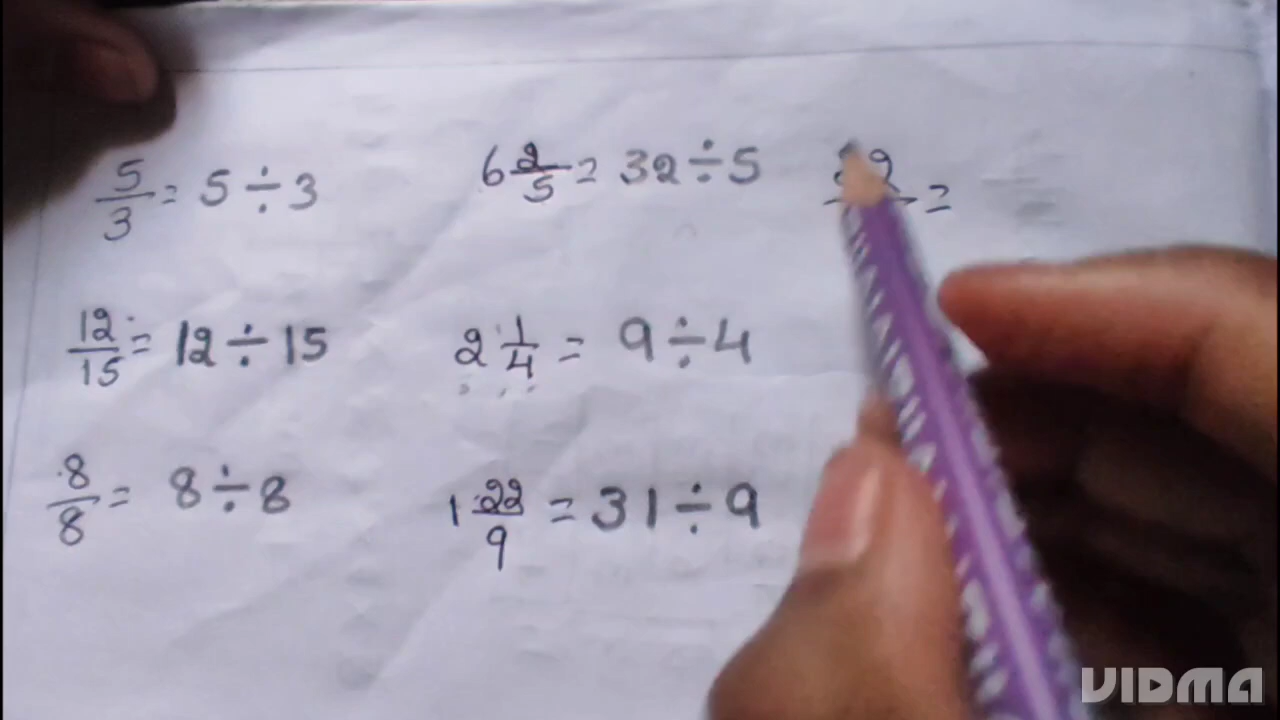 5/3 = 5÷3
6 2/5 = 32÷5
=
12/15 = 12÷15
2 1/4 = 9÷4
8/8 = 8÷8
1 22/9 = 31÷9
VIDMA